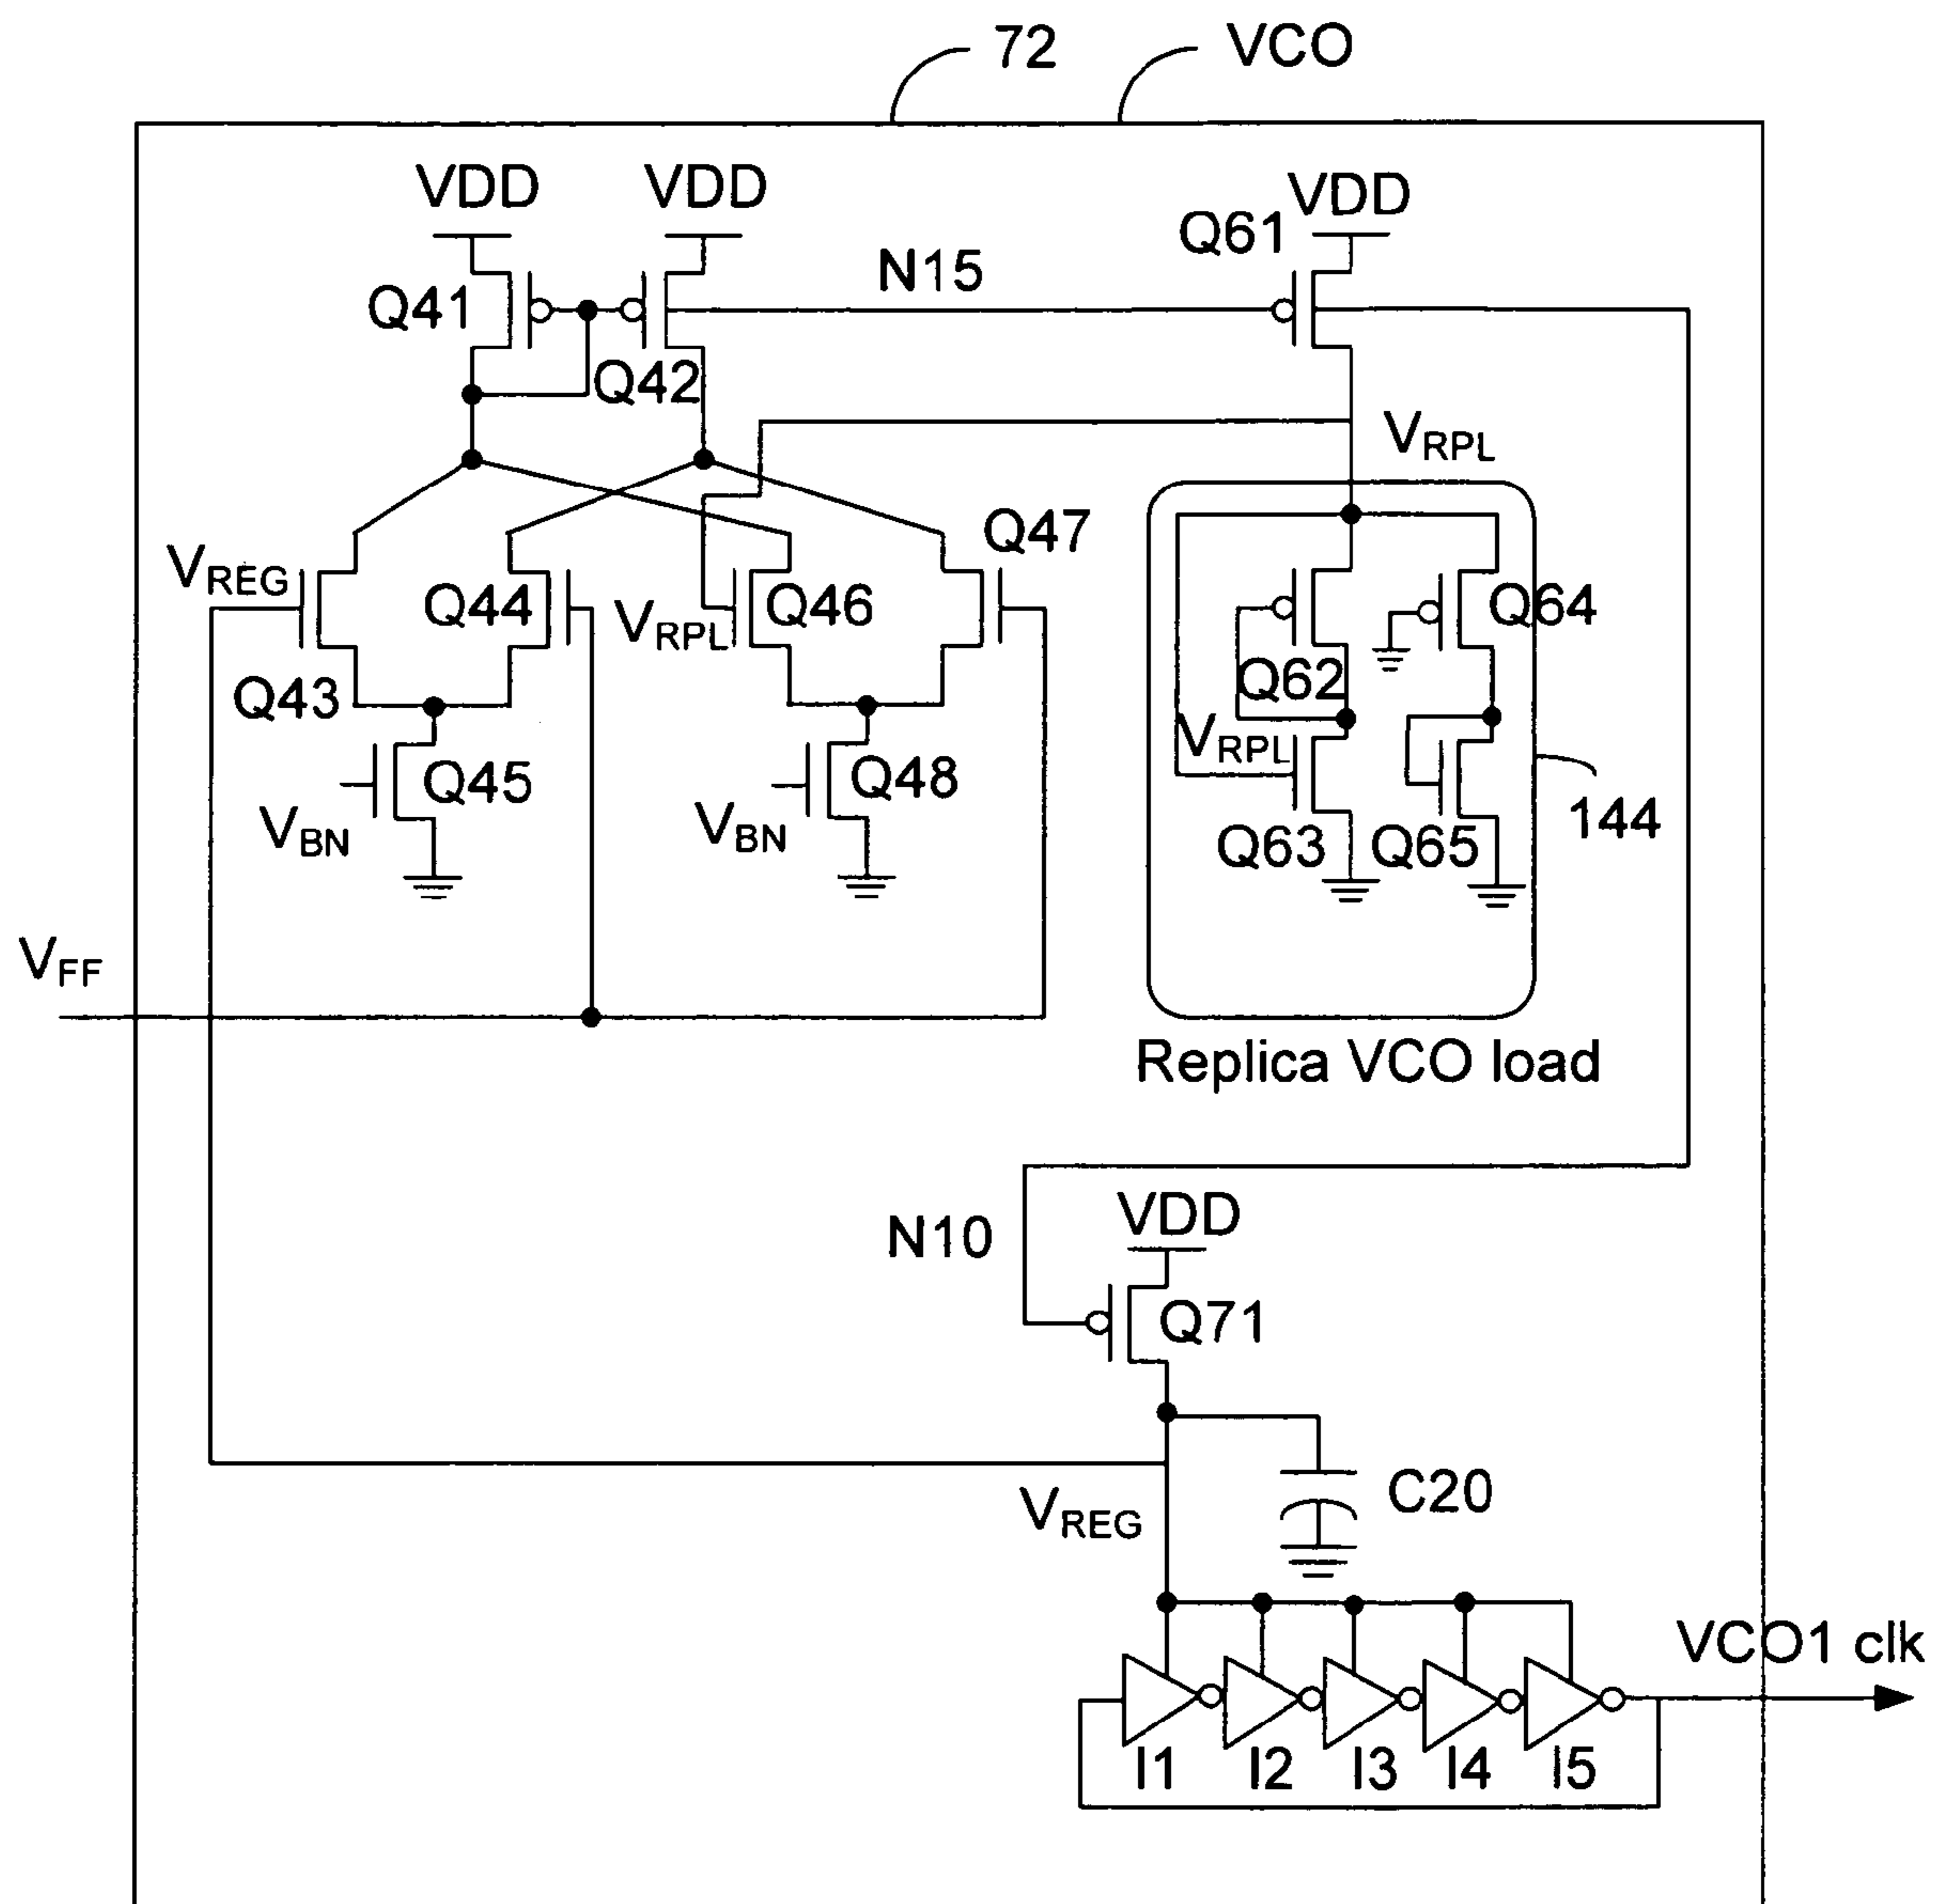 72
VCO
VDD
VDD
VDD
Q61
N15
Q41
Q42
VRPL
Q47
VREG
Q44
VRPL
Q46
Q64
Q62
Q43
VRPL
Q45
Q48
VBN
VBN
Q63
Q65
144
VFF
Replica VCO load
VDD
N10
Q71
C20
VREG
VCO1 clk
I1
I2
I3
I4
I5